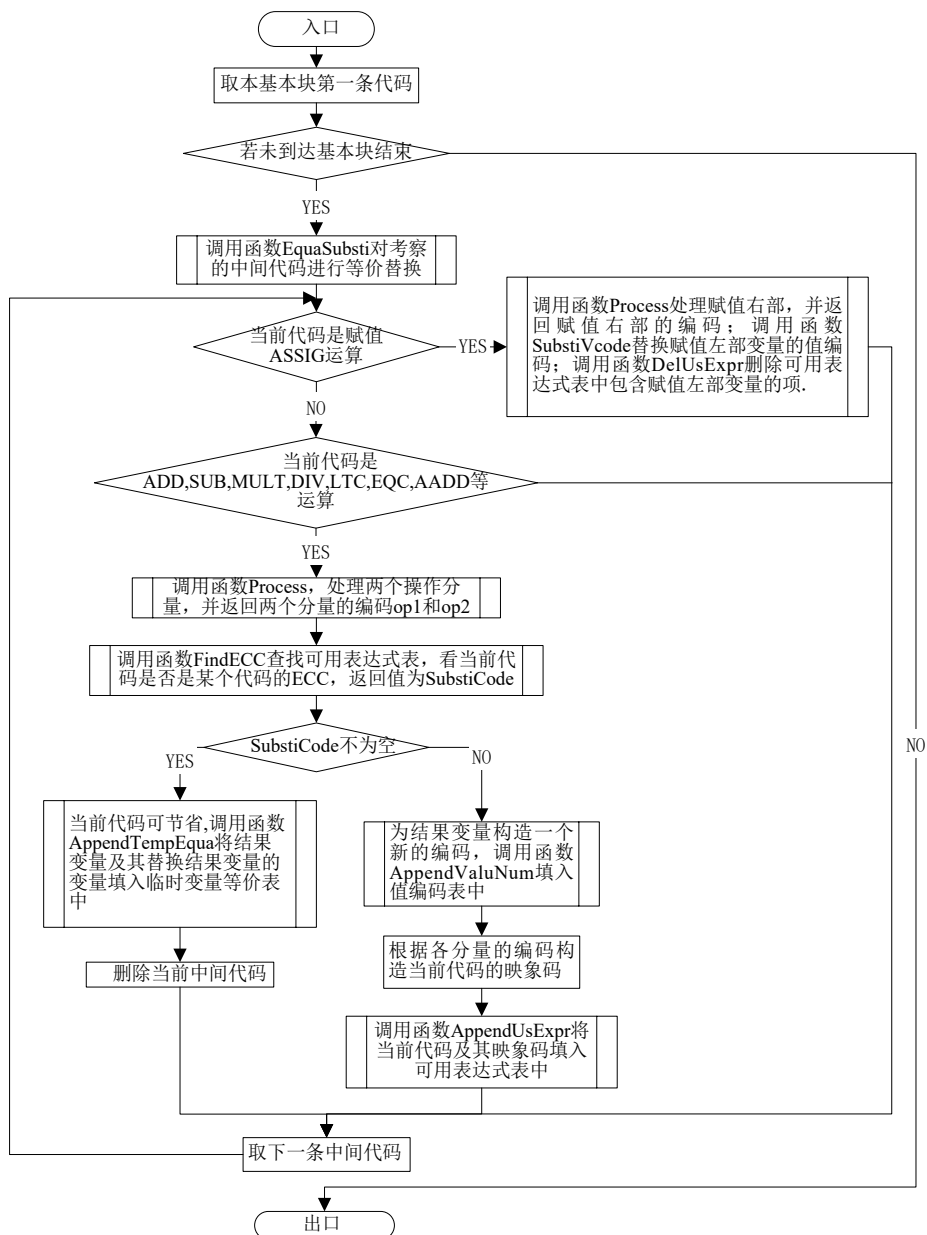 入口
取本基本块第一条代码
若未到达基本块结束
YES
调用函数EquaSubsti对考察
的中间代码进行等价替换
当前代码是赋值
ASSIG运算
YES
调用函数Process处理赋值右部，并返
回赋值右部的编码；调用函数
SubstiVcode替换赋值左部变量的值编
码；调用函数DelUsExpr删除可用表
达式表中包含赋值左部变量的项.
NO
当前代码是
ADD,SUB,MULT,DIV,LTC,EQC,AADD等
运算
YES
调用函数Process，处理两个操作分
量，并返回两个分量的编码op1和op2
调用函数FindECC查找可用表达式表，看当前代
码是否是某个代码的ECC，返回值为SubstiCode
SubstiCode不为空
YES
NO
NO
当前代码可节省,调用函数
AppendTempEqua将结果
变量及其替换结果变量的
变量填入临时变量等价表
中
为结果变量构造一个
新的编码，调用函数
AppendValuNum填入
值编码表中
删除当前中间代码
根据各分量的编码构
造当前代码的映象码
调用函数AppendUsExpr将
当前代码及其映象码填入
可用表达式表中
取下一条中间代码
出口